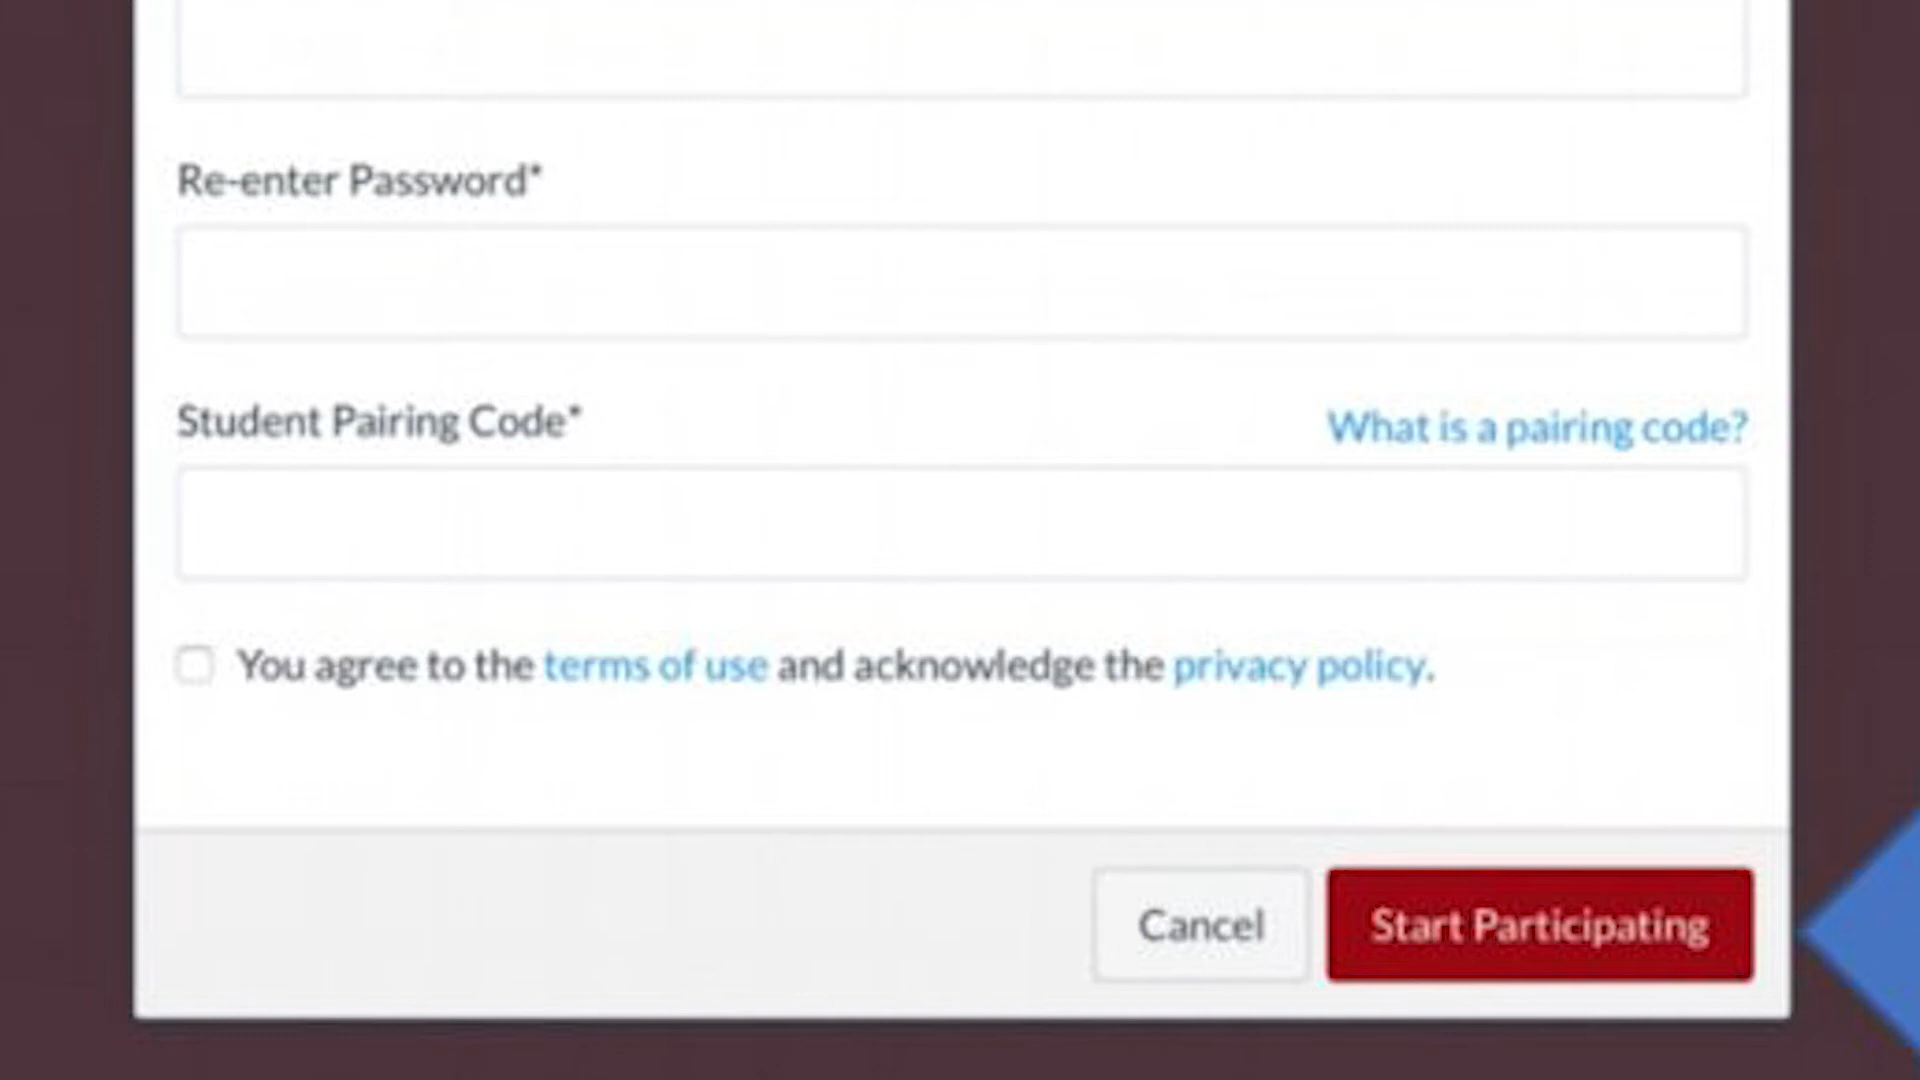 Re-enter Password*
Student Pairing Code*
What is a pairing code?
You agree to the terms of use and acknowledge the privacy policy.
Cancel
Start Participating